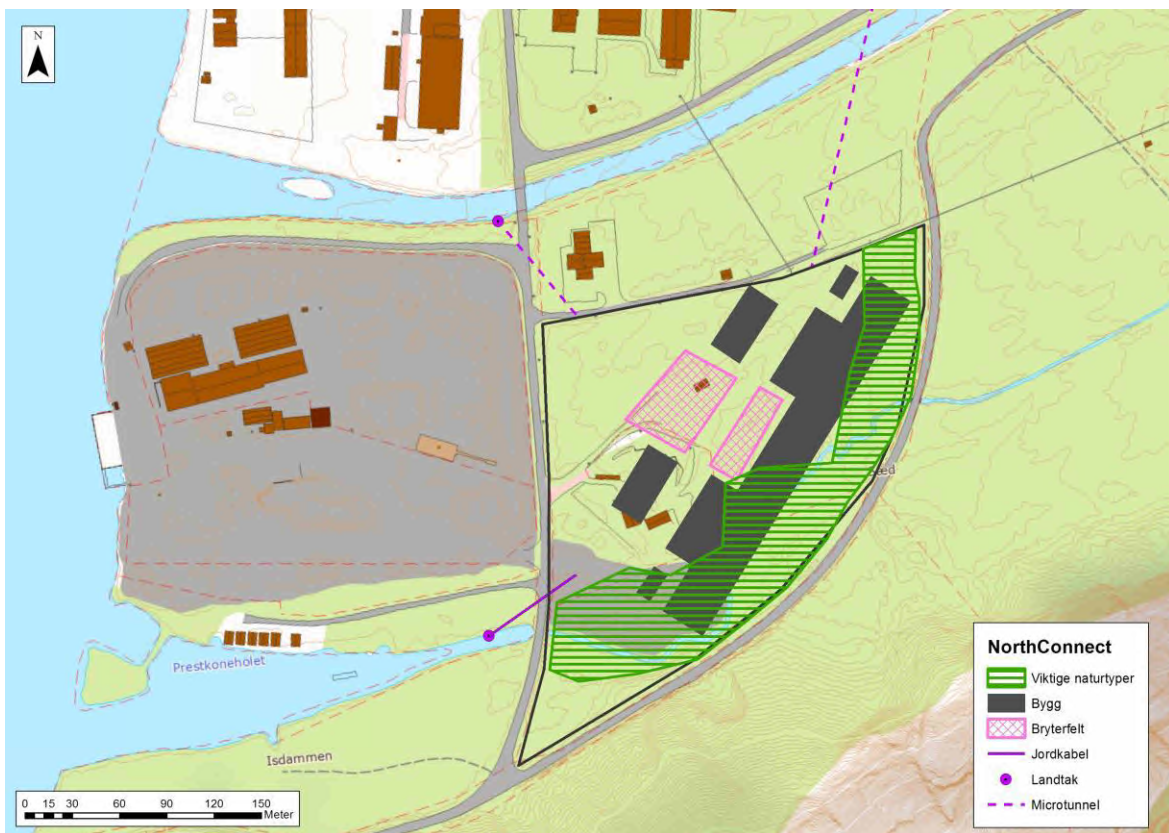 N
Prestkoneholet
Isdammen
0 15 30 60 90 120 150
Meter
NorthConnect
Viktige naturtyper
Bygg
Bryterfelt
Jordkabel
Landtak
Microtunnel